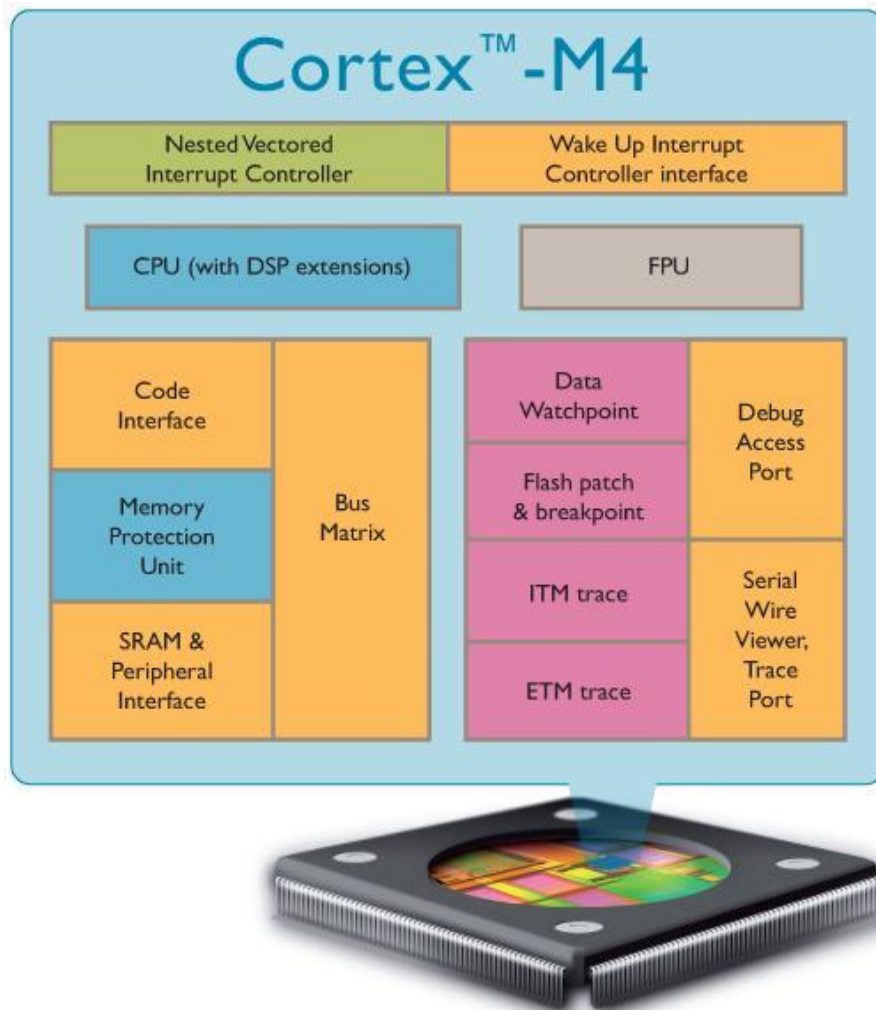 Cortex™-M4
Nested Vectored
Interrupt Controller
Wake Up Interrupt
Controller interface
CPU (with DSP extensions)
FPU
Code
Interface
Memory
Protection
Unit
SRAM &
Peripheral
Interface
Bus
Matrix
Data
Watchpoint
Flash patch
& breakpoint
ITM trace
ETM trace
Debug
Access
Port
Serial
Wire
Viewer,
Trace
Port